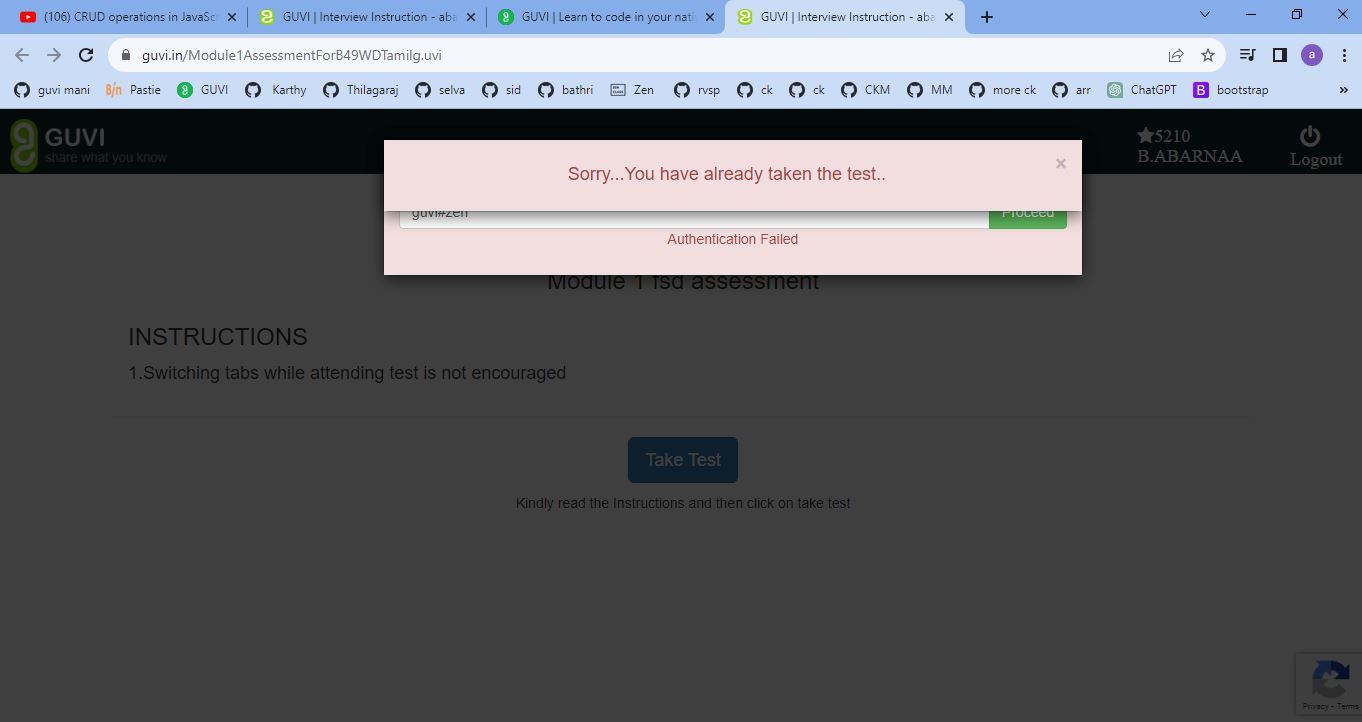 (106) CRUD operations in JavaSc
GUVI | Interview Instruction - aba
GUVI | Learn to code in your nati
GUVI | Interview Instruction - aba
guvi.in/Module1AssessmentForB49WDTamilg.uvi
a
guvi mani
Pastie
GUVI
Karthy
Thilagaraj
selva
sid
bathri
Zen
rvsp
ck
ck
CKM
MM
more ck
arr
ChatGPT
bootstrap
GUVI
share what you know
5210
B.ABARNAA
Logout
Sorry...You have already taken the test..
guvi#zen
Proceed
Authentication Failed
Module 1 fsd assessment
INSTRUCTIONS
1.Switching tabs while attending test is not encouraged
Take Test
Kindly read the Instructions and then click on take test
Privacy - Terms